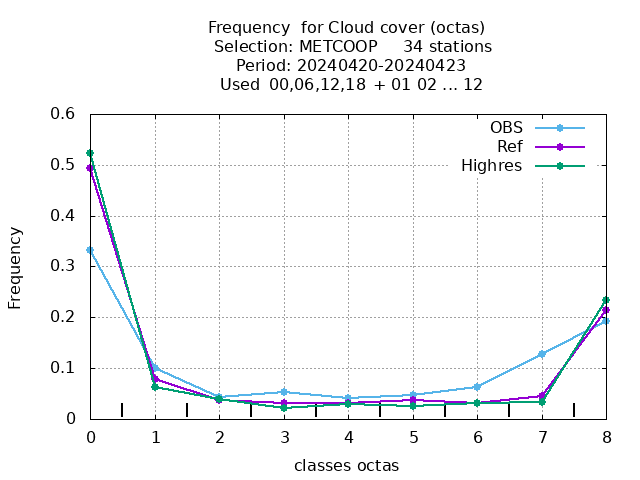 Frequency  for Cloud cover (octas)
Selection: METCOOP     34 stations
Period: 20240420-20240423
Used  00,06,12,18  + 01 02 ... 12
OBS
Ref
Highres
Frequency
0.6
0.5
0.4
0.3
0.2
0.1
0
0 1 2 3 4 5 6 7 8
classes octas